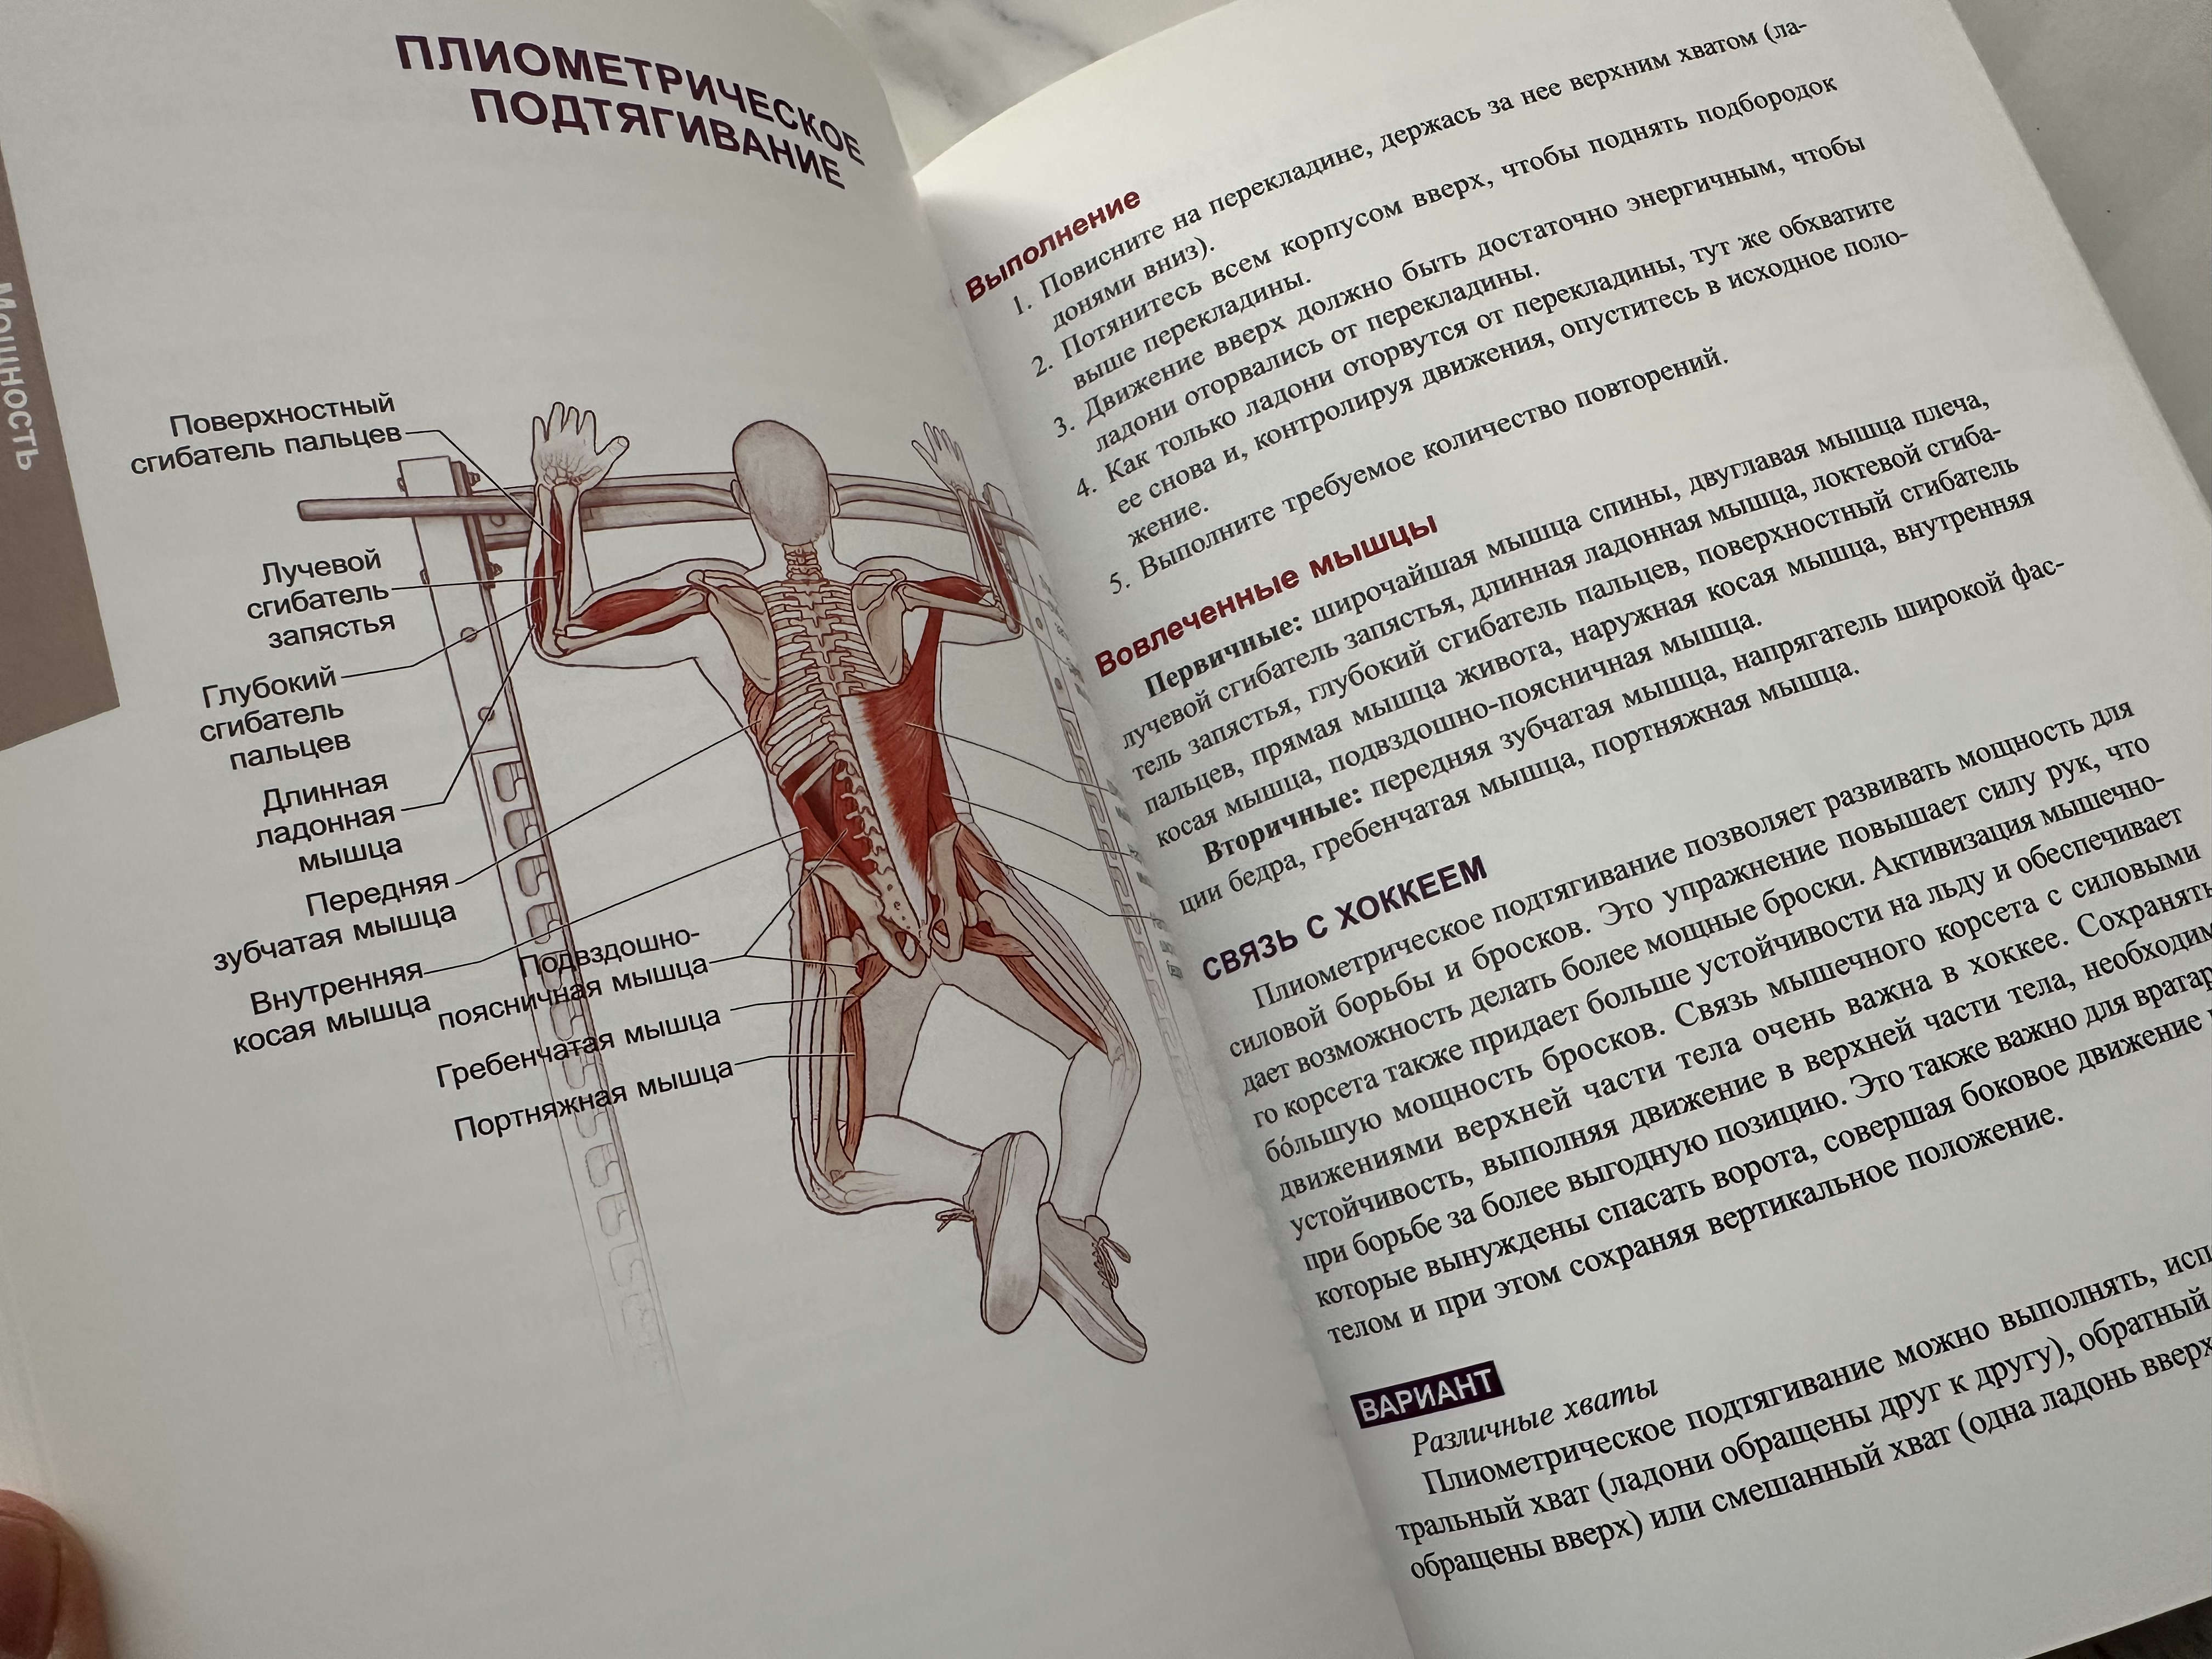 Мощность
ПЛИОМЕТРИЧЕСКОЕ
ПОДТЯГИВАНИЕ
Поверхностный
сгибатель пальцев
Лучевой
сгибатель
запястья
Глубокий
сгибатель
пальцев
Длинная
ладонная
мышца
Передняя
зубчатая мышца
Внутренняя
косая мышца
Подвздошно-
поясничная мышца
Гребенчатая мышца
Портняжная мышца
Выполнение
1. Повисните на перекладине, держась за нее верхним хватом (ла-
донями вниз).
2. Потянитесь всем корпусом вверх, чтобы поднять подбородок
выше перекладины.
3. Движение вверх должно быть достаточно энергичным, чтобы
ладони оторвались от перекладины.
4. Как только ладони оторвутся от перекладины, тут же обхватите
ее снова и, контролируя движения, опуститесь в исходное поло-
жение.
5. Выполните требуемое количество повторений.
Вовлеченные мышцы
Первичные: широчайшая мышца спины, двуглавая мышца плеча,
лучевой сгибатель запястья, длинная ладонная мышца, локтевой сгиба-
тель запястья, глубокий сгибатель пальцев, поверхностный сгибатель
пальцев, прямая мышца живота, наружная косая мышца, внутренняя
косая мышца, подвздошно-поясничная мышца.
Вторичные: передняя зубчатая мышца, напрягатель широкой фас-
ции бедра, гребенчатая мышца, портняжная мышца.
СВЯЗЬ С ХОККЕЕМ
Плиометрическое подтягивание позволяет развивать мощность для
силовой борьбы и бросков. Это упражнение повышает силу рук, что
дает возможность делать более мощные броски. Активизация мышечно-
го корсета также придает больше устойчивости на льду и обеспечивает
бо́льшую мощность бросков. Связь мышечного корсета с силовыми
движениями верхней части тела очень важна в хоккее. Сохранять
устойчивость, выполняя движение в верхней части тела,
при борьбе за более выгодную позицию. Это также важно для
которые вынуждены спасать ворота, совершая боковое движение
телом и при этом сохраняя вертикальное положение.
ВАРИАНТ
Различные хваты
Плиометрическое подтягивание можно выполнять,
тральный хват (ладони обращены друг к другу), обратный
обращены вверх) или смешанный хват (одна ладонь